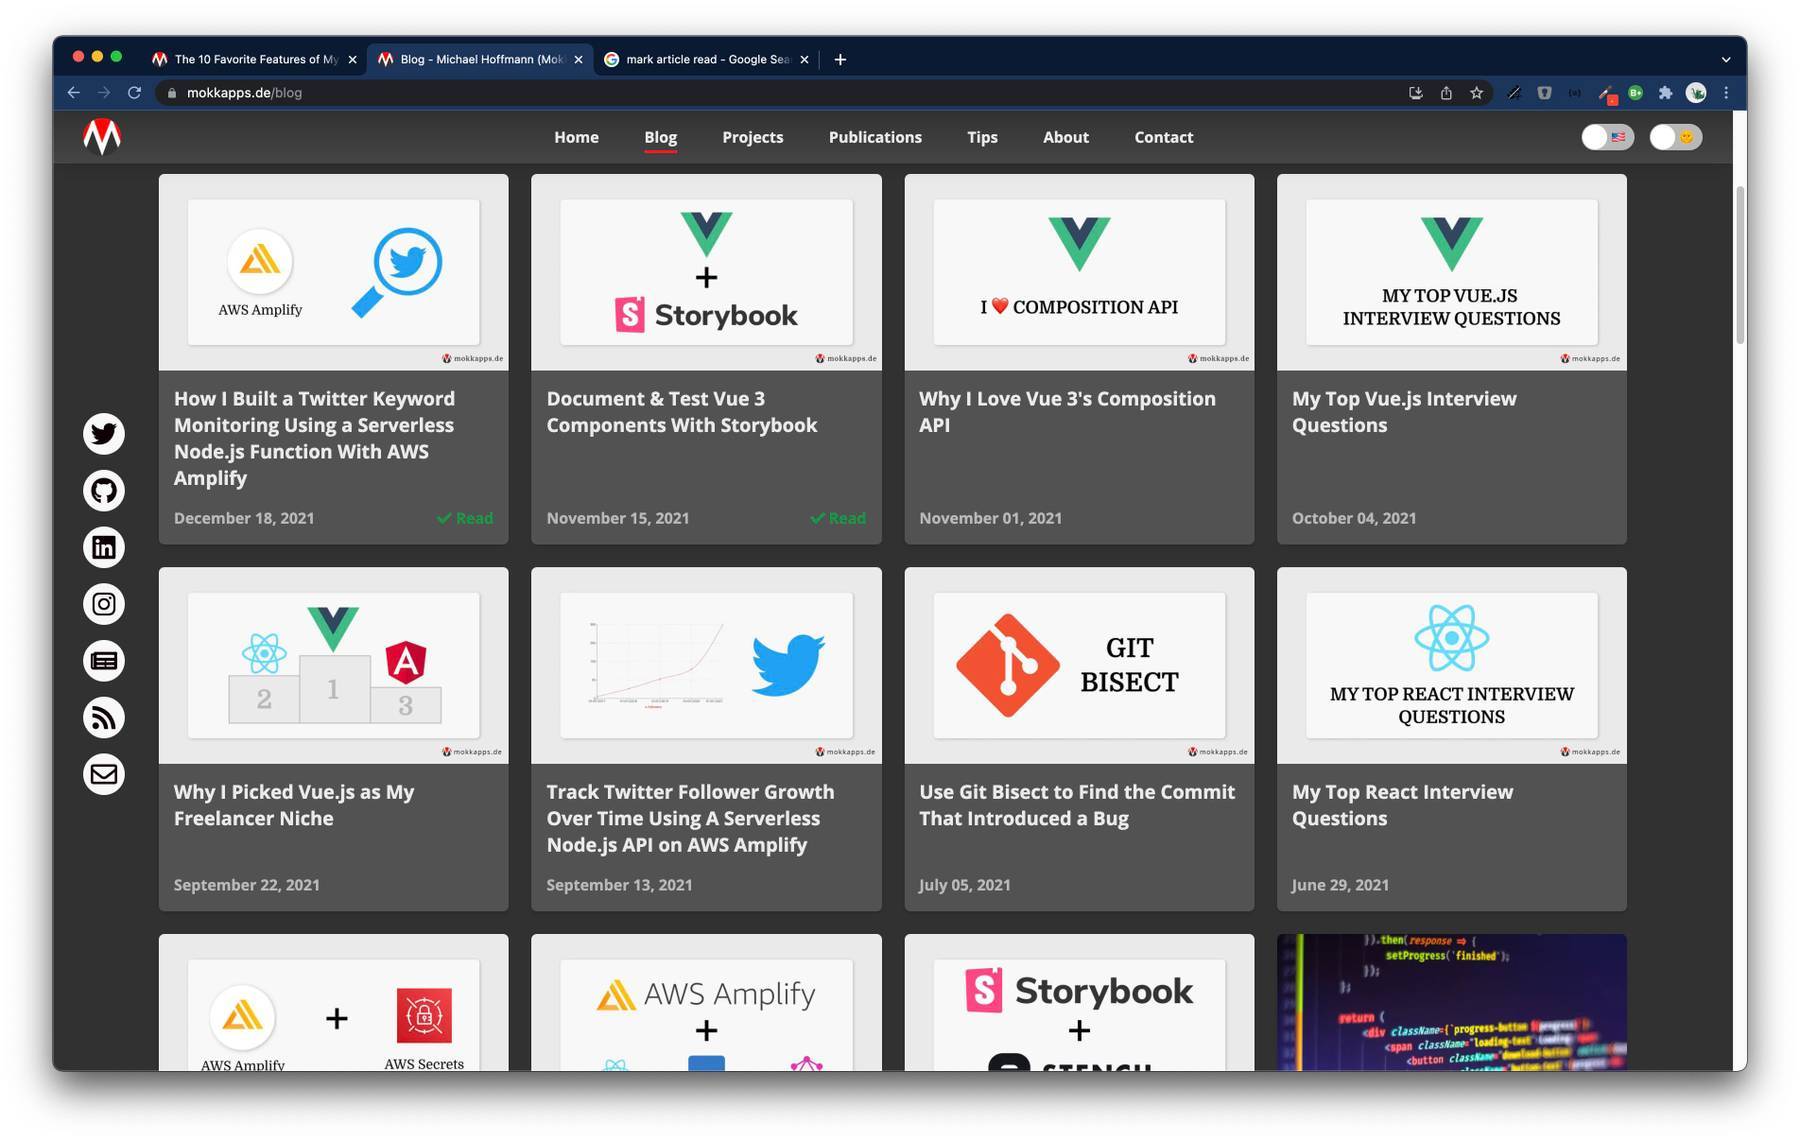 The 10 Favorite Features of My
Blog - Michael Hoffmann (Mok
mark article read - Google Sea
mokkapps.de/blog
Home
Blog
Projects
Publications
Tips
About
Contact
AWS Amplify
mokkapps.de
+
Storybook
mokkapps.de
I ❤️ COMPOSITION API
mokkapps.de
MY TOP VUE.JS
INTERVIEW QUESTIONS
mokkapps.de
How I Built a Twitter Keyword
Monitoring Using a Serverless
Node.js Function With AWS
Amplify
December 18, 2021
Read
Document & Test Vue 3
Components With Storybook
November 15, 2021
Read
Why I Love Vue 3's Composition
API
November 01, 2021
My Top Vue.js Interview
Questions
October 04, 2021
2
1
3
mokkapps.de
mokkapps.de
GIT
BISECT
mokkapps.de
MY TOP REACT INTERVIEW
QUESTIONS
mokkapps.de
Why I Picked Vue.js as My
Freelancer Niche
September 22, 2021
Track Twitter Follower Growth
Over Time Using A Serverless
Node.js API on AWS Amplify
September 13, 2021
Use Git Bisect to Find the Commit
That Introduced a Bug
July 05, 2021
My Top React Interview
Questions
June 29, 2021
AWS Amplify
+
AWS Secrets
AWS Amplify
+
Storybook
+
}).then(response => {
setProgress('finished');
});
};
return (
<div className={`progress-button
<span className="loading-text
<button className=